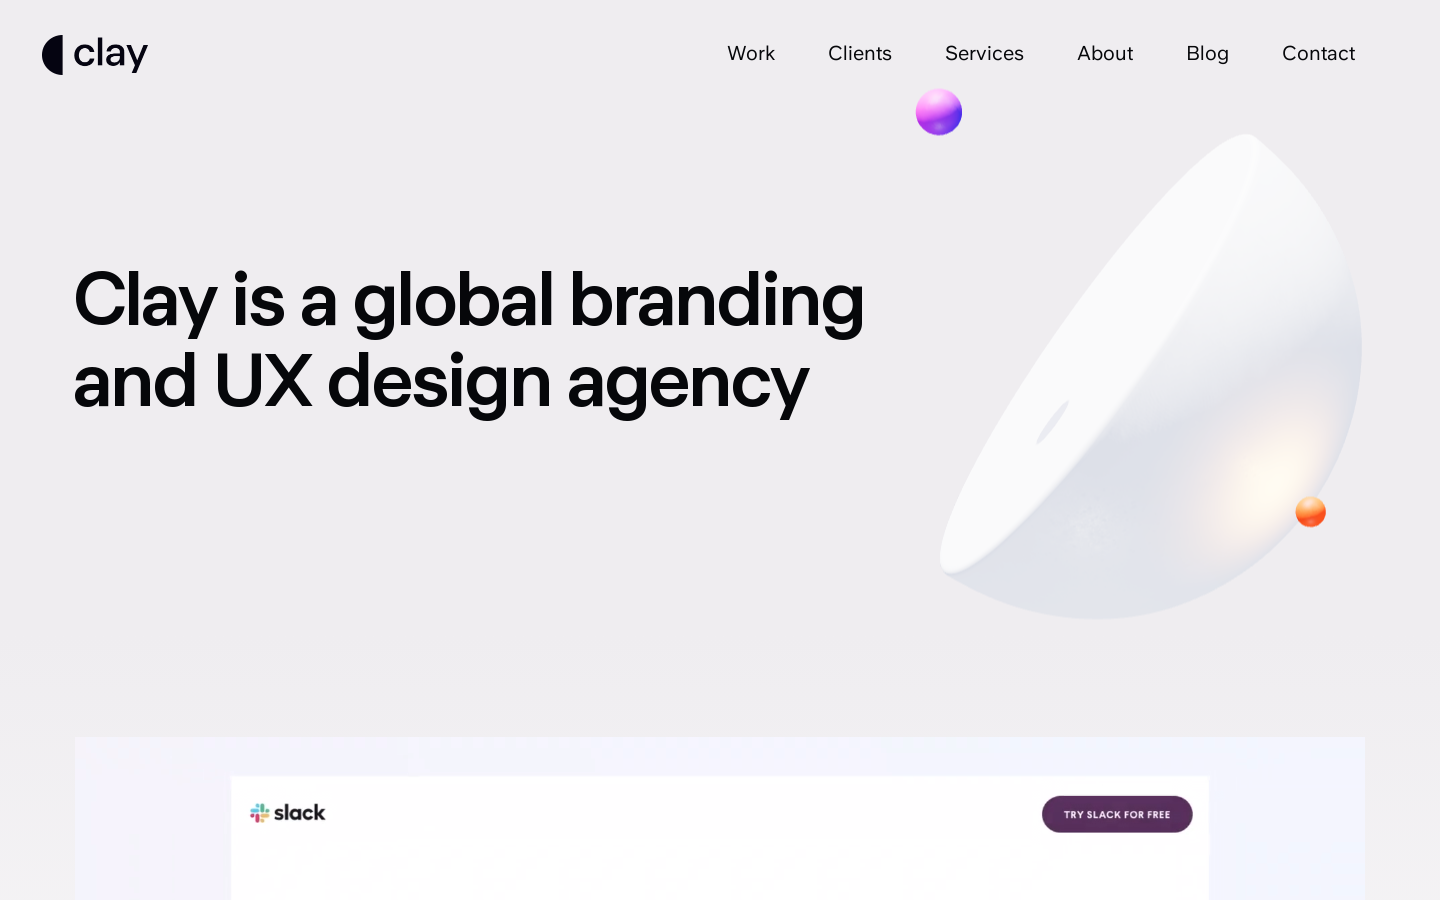 clay
Work
Clients
Services
About
Blog
Contact
Clay is a global branding
and UX design agency
slack
TRY SLACK FOR FREE